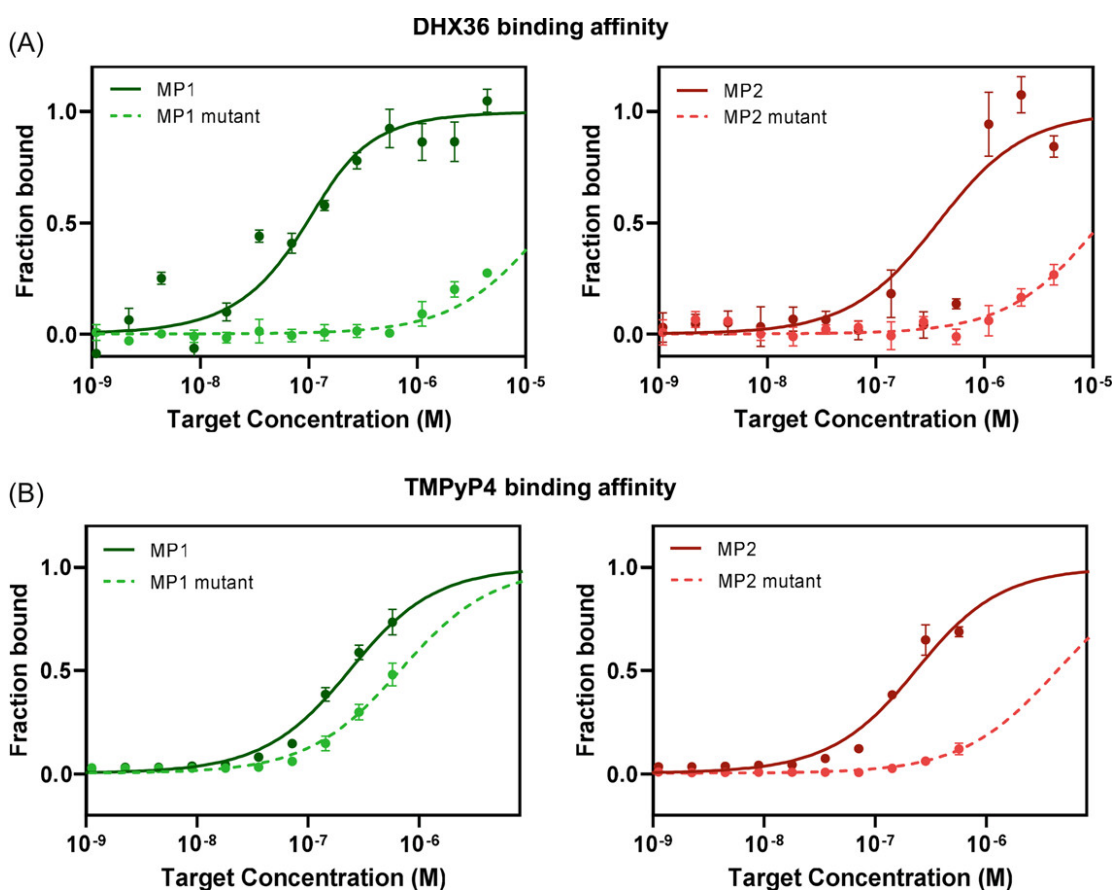 DHX36 binding affinity
(A)
MP1
MP1 mutant
Fraction bound
1.0
0.5
0.0
10-9
10-8
10-7
10-6
10-5
Target Concentration (M)
MP2
MP2 mutant
Fraction bound
1.0
0.5
0.0
10-9
10-8
10-7
10-6
10-5
Target Concentration (M)
TMPyP4 binding affinity
(B)
MP1
MP1 mutant
Fraction bound
1.0
0.5
0.0
10-9
10-8
10-7
10-6
Target Concentration (M)
MP2
MP2 mutant
Fraction bound
1.0
0.5
0.0
10-9
10-8
10-7
10-6
Target Concentration (M)